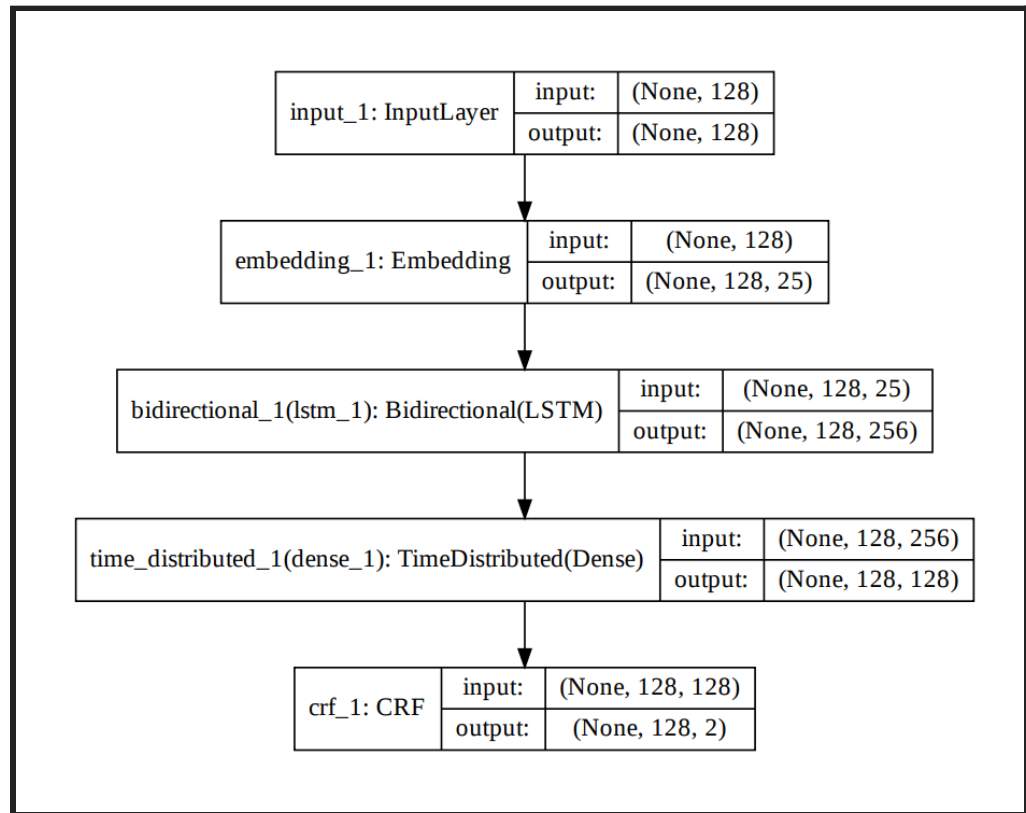 input_1: InputLayer
input: (None, 128)
output: (None, 128)
embedding_1: Embedding
input: (None, 128)
output: (None, 128, 25)
bidirectional_1(lstm_1): Bidirectional(LSTM)
input: (None, 128, 25)
output: (None, 128, 256)
time_distributed_1(dense_1): TimeDistributed(Dense)
input: (None, 128, 256)
output: (None, 128, 128)
crf_1: CRF
input: (None, 128, 128)
output: (None, 128, 2)